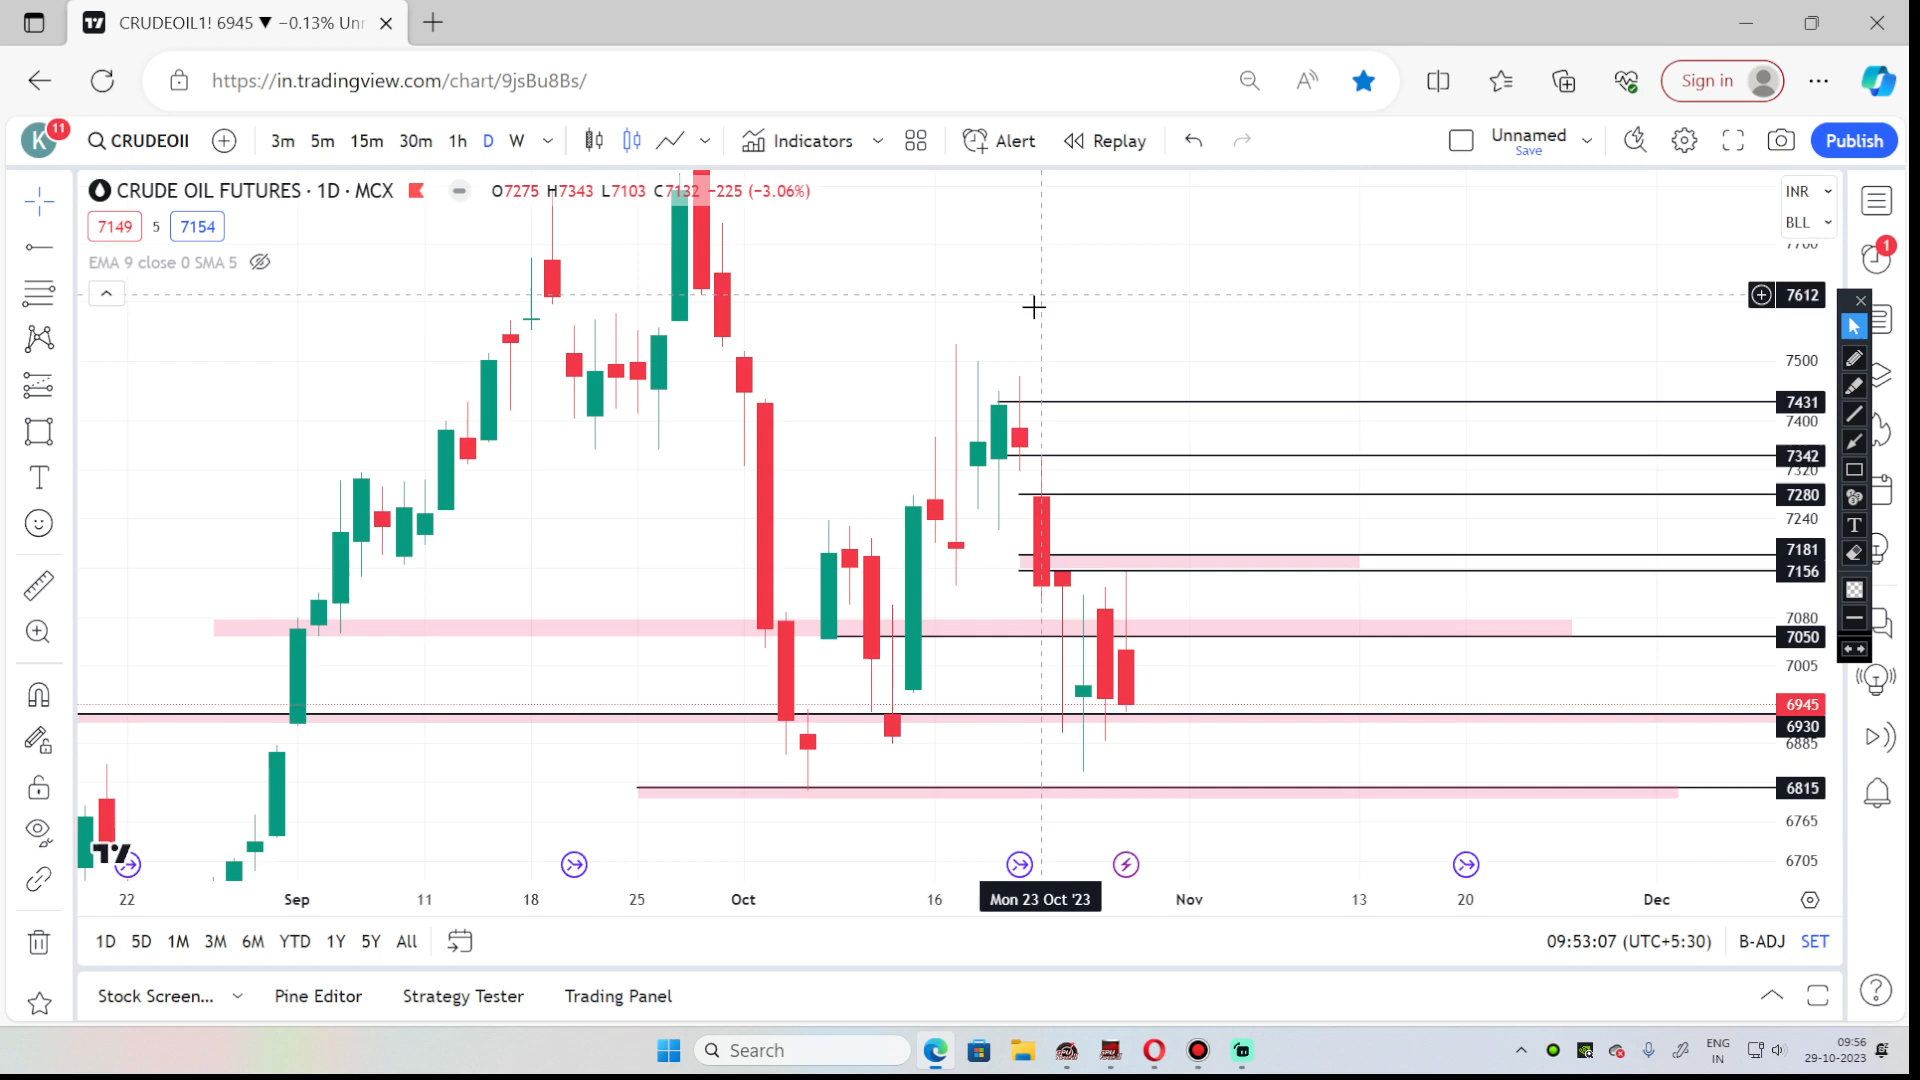 CRUDEOIL1! 6945 ▼ −0.13% Unr
https://in.tradingview.com/chart/9jsBu8Bs/
Sign in
K 11
CRUDEOIl
3m 5m 15m 30m 1h D W
Indicators
Alert
Replay
Unnamed
Save
Publish
CRUDE OIL FUTURES · 1D · MCX
O7275 H7343 L7103 C7132 −225 (−3.06%)
7149 5 7154
EMA 9 close 0 SMA 5
INR
BLL
7700
7612
7500
7431
7400
7342
7320
7280
7240
7181
7156
7080
7050
7005
6945
6930
6885
6815
6765
6705
1
22 Sep 11 18 25 Oct 16 Mon 23 Oct '23 Nov 13 20 Dec
1D 5D 1M 3M 6M YTD 1Y 5Y All
09:53:07 (UTC+5:30) B-ADJ SET
Stock Screen... Pine Editor Strategy Tester Trading Panel
Search
ENG
IN
09:56
29-10-2023